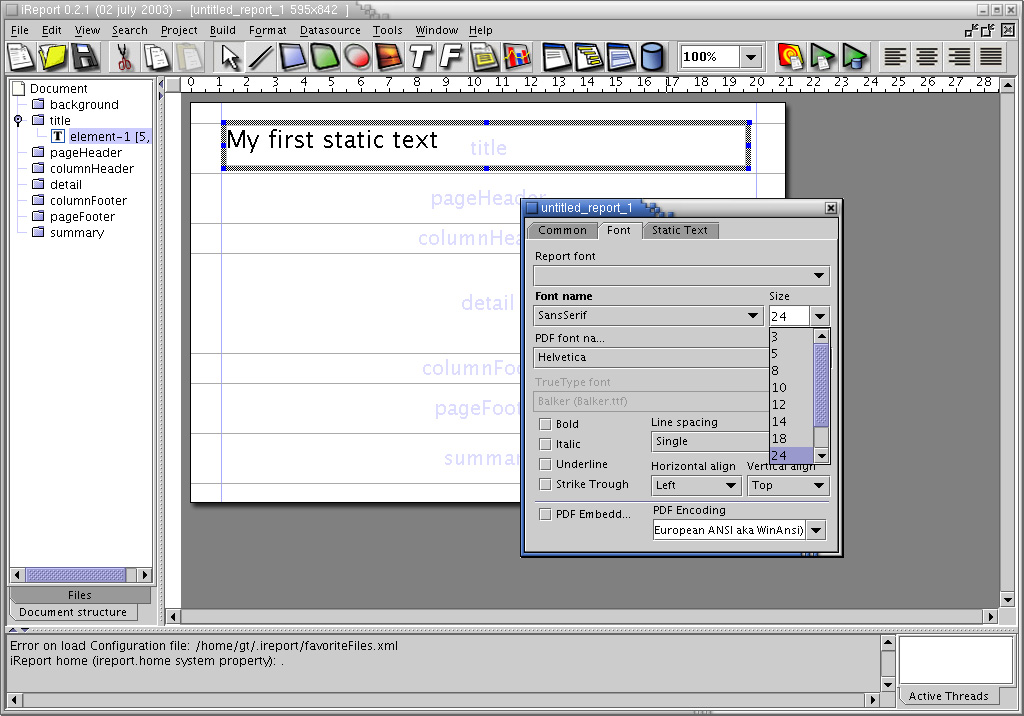 iReport 0.2.1 (02 july 2003) - [untitled_report_1 595x842 ]
File Edit View Search Project Build Format Datasource Tools Window Help
T F 100%
0 1 2 3 4 5 6 7 8 9 10 11 12 13 14 15 16 17 18 19 20 21 22 23 24 25 26 27 28
Document
background
title
T element-1 [5,
pageHeader
columnHeader
detail
columnFooter
pageFooter
summary
Files
Document structure
My first static text
title
pageHeader
columnHea
detail
columnFoo
pageFoot
summar
untitled_report_1
Common Font Static Text
Report font
Font name Size
SansSerif 24
PDF font na...
Helvetica
TrueType font
Balker (Balker.ttf)
3
5
8
10
12
14
18
24
Bold Line spacing
Italic Single
Underline
Horizontal align Vertical align
Strike Trough Left Top
PDF Embedd... PDF Encoding
European ANSI aka WinAnsi)
Error on load Configuration file: /home/gt/.ireport/favoriteFiles.xml
iReport home (ireport.home system property): .
Active Threads